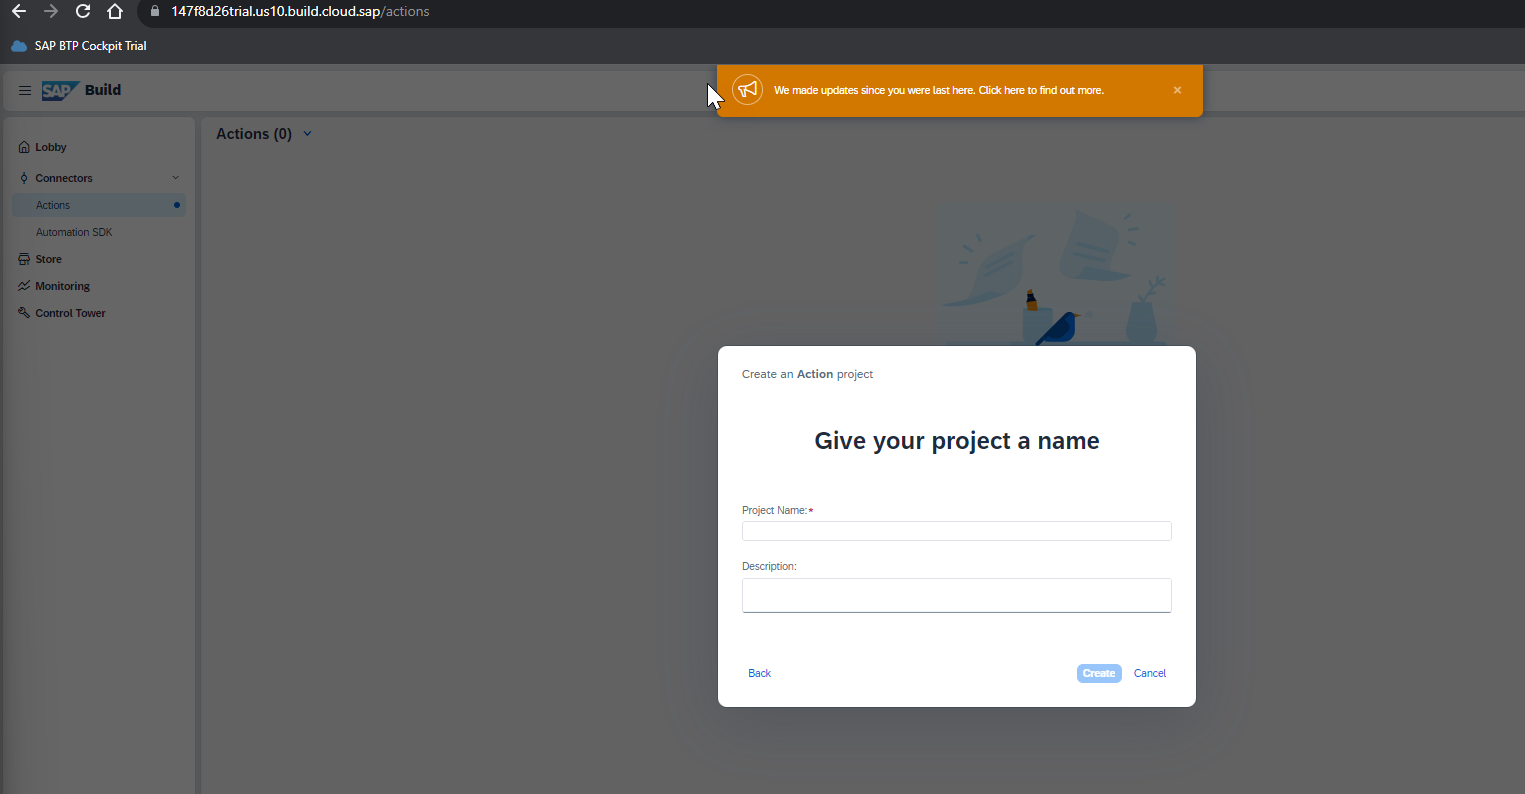 147f8d26trial.us10.build.cloud.sap/actions
SAP BTP Cockpit Trial
SAP Build
We made updates since you were last here. Click here to find out more.
Lobby
Connectors
Actions
Automation SDK
Store
Monitoring
Control Tower
Actions (0)
Create an Action project
Give your project a name
Project Name:*
Description:
Back
Create Cancel